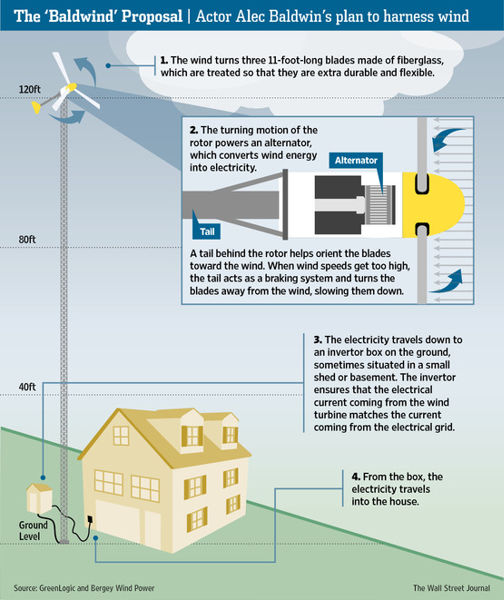 The ‘Baldwind’ Proposal | Actor Alec Baldwin’s plan to harness wind
1. The wind turns three 11-foot-long blades made of fiberglass,
which are treated so that they are extra durable and flexible.
120ft
2. The turning motion of the
rotor powers an alternator,
which converts wind energy
into electricity.
Alternator
Tail
A tail behind the rotor helps orient the blades
toward the wind. When wind speeds get too high,
the tail acts as a braking system and turns the
blades away from the wind, slowing them down.
80ft
3. The electricity travels down to
an invertor box on the ground,
sometimes situated in a small
shed or basement. The invertor
ensures that the electrical
current coming from the wind
turbine matches the current
coming from the electrical grid.
40ft
4. From the box, the
electricity travels
into the house.
Ground
Level
Source: GreenLogic and Bergey Wind Power
The Wall Street Journal